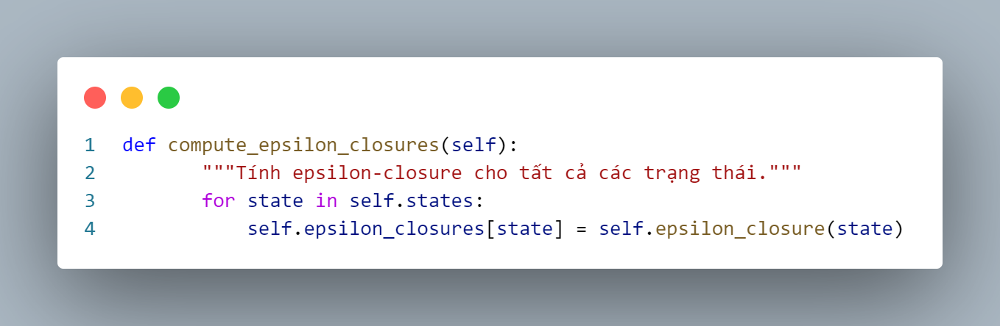 1 def compute_epsilon_closures(self):
2 """Tính epsilon-closure cho tất cả các trạng thái."""
3 for state in self.states:
4 self.epsilon_closures[state] = self.epsilon_closure(state)